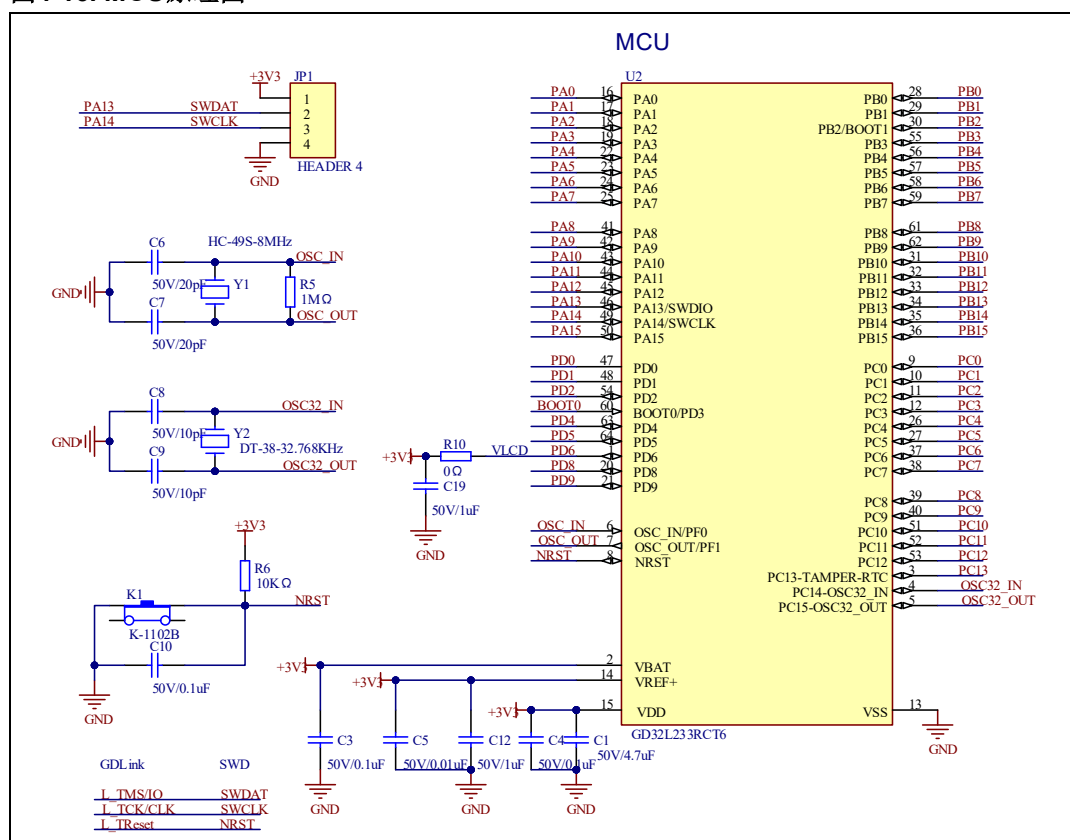 MCU
+3V3
JP1
1
2
3
4
PA13 SWDAT
PA14 SWCLK
HEADER 4
GND
C6
HC-49S-8MHz
OSC_IN
50V/20pF
Y1
R5
1MΩ
GND
C7
OSC_OUT
50V/20pF
C8
OSC32_IN
50V/10pF
Y2
GND
DT-38-32.768KHz
C9
OSC32_OUT
50V/10pF
+3V3
R6
10KΩ
K1
NRST
K-1102B
C10
50V/0.1uF
GND
GDLink SWD
L_TMS/IO SWDAT
L_TCK/CLK SWCLK
L_TReset NRST
U2
PA0 16 PA0
PA1 17 PA1
PA2 18 PA2
PA3 19 PA3
PA4 22 PA4
PA5 23 PA5
PA6 24 PA6
PA7 25 PA7
PA8 41 PA8
PA9 42 PA9
PA10 43 PA10
PA11 44 PA11
PA12 45 PA12
PA13 46 PA13/SWDIO
PA14 49 PA14/SWCLK
PA15 50 PA15
PD0 47 PD0
PD1 48 PD1
PD2 54 PD2
BOOT0 60 BOOT0/PD3
PD4 63 PD4
PD5 64 PD5
PD6 37 PD6
PD8 20 PD8
PD9 21 PD9
+3V3
R10
VLCD
0Ω
C19
50V/1uF
GND
OSC_IN 6 OSC_IN/PF0
OSC_OUT 7 OSC_OUT/PF1
NRST 8 NRST
+3V3 2 VBAT
+3V3 14 VREF+
+3V3 15 VDD
PB0 28 PB0
PB1 29 PB1
PB2/BOOT1 30 PB2
PB3 55 PB3
PB4 56 PB4
PB5 57 PB5
PB6 58 PB6
PB7 59 PB7
PB8 61 PB8
PB9 62 PB9
PB10 31 PB10
PB11 32 PB11
PB12 33 PB12
PB13 34 PB13
PB14 35 PB14
PB15 36 PB15
PC0 9 PC0
PC1 10 PC1
PC2 11 PC2
PC3 12 PC3
PC4 26 PC4
PC5 27 PC5
PC6 37 PC6
PC7 38 PC7
PC8 39 PC8
PC9 40 PC9
PC10 51 PC10
PC11 52 PC11
PC12 53 PC12
PC13-TAMPER-RTC 3 PC13
PC14-OSC32_IN 4 OSC32_IN
PC15-OSC32_OUT 5 OSC32_OUT
VSS 13
GND
GD32L233RCT6
C3
50V/0.1uF
GND
C5
50V/0.01uF
C12
50V/1uF
GND
C4
50V/0.1uF
C1
50V/4.7uF
GND